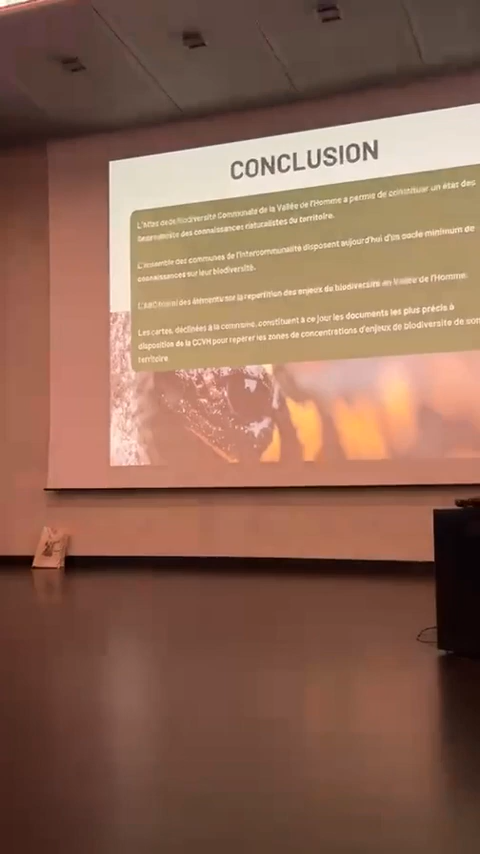 CONCLUSION
L'Atlas de la Biodiversité Communale de la Vallée de l'Homme a permis de constituer un état des
connaissances naturalistes du territoire.
L'ensemble des communes de l'intercommunalité disposent aujourd'hui d'un socle minimum de
connaissances sur leur biodiversité.
L'ABC fournit des éléments sur la répartition des enjeux de biodiversité en Vallée de l'Homme.
Les cartes, déclinées à la commune, constituent à ce jour les documents les plus précis à
disposition de la CCVH pour repérer les zones de concentrations d'enjeux de biodiversité de son
territoire